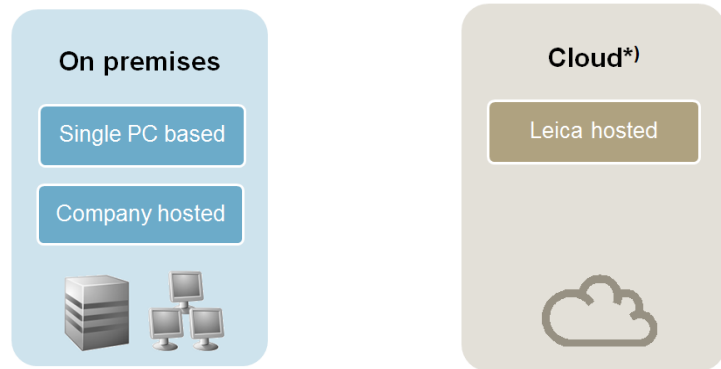 On premises
Single PC based
Company hosted
Cloud*)
Leica hosted